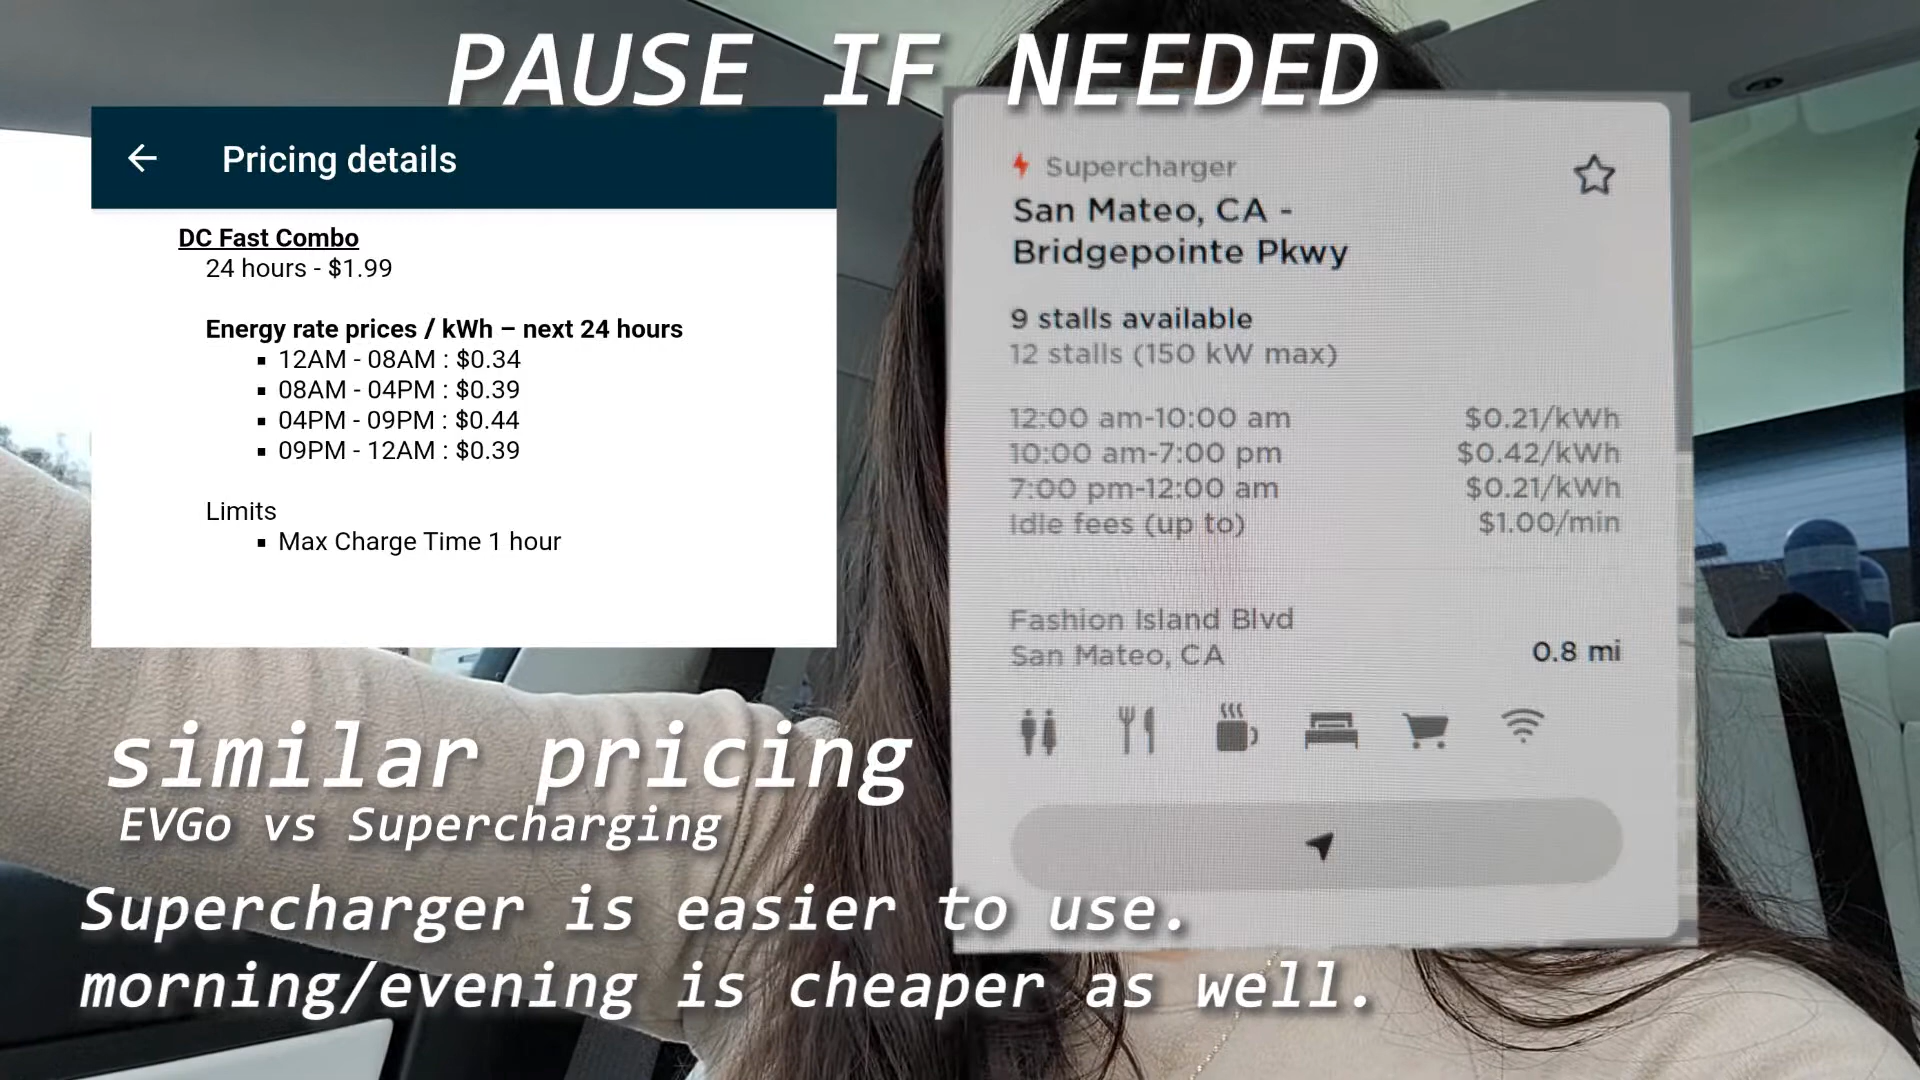 PAUSE IF NEEDED
Pricing details
DC Fast Combo
24 hours - $1.99
Energy rate prices / kWh – next 24 hours
▪ 12AM - 08AM : $0.34
▪ 08AM - 04PM : $0.39
▪ 04PM - 09PM : $0.44
▪ 09PM - 12AM : $0.39
Limits
▪ Max Charge Time 1 hour
Supercharger
San Mateo, CA -
Bridgepointe Pkwy
9 stalls available
12 stalls (150 kW max)
12:00 am-10:00 am $0.21/kWh
10:00 am-7:00 pm $0.42/kWh
7:00 pm-12:00 am $0.21/kWh
Idle fees (up to) $1.00/min
Fashion Island Blvd
San Mateo, CA
0.8 mi
similar pricing
EVGo vs Supercharging
Supercharger is easier to use.
morning/evening is cheaper as well.